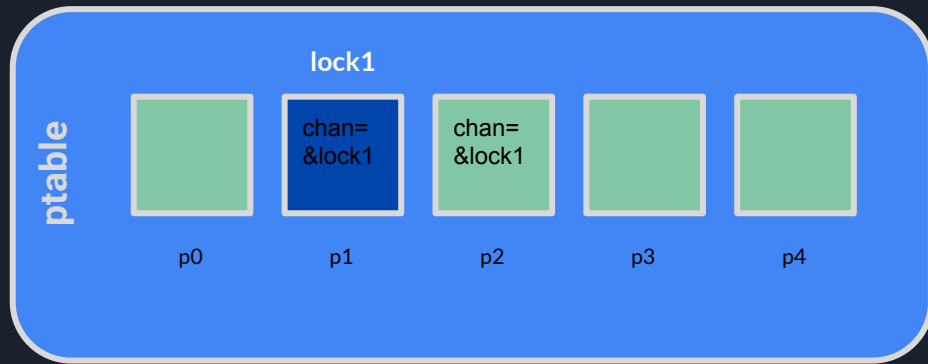 lock1
ptable
chan=
&lock1
chan=
&lock1
p0
p1
p2
p3
p4